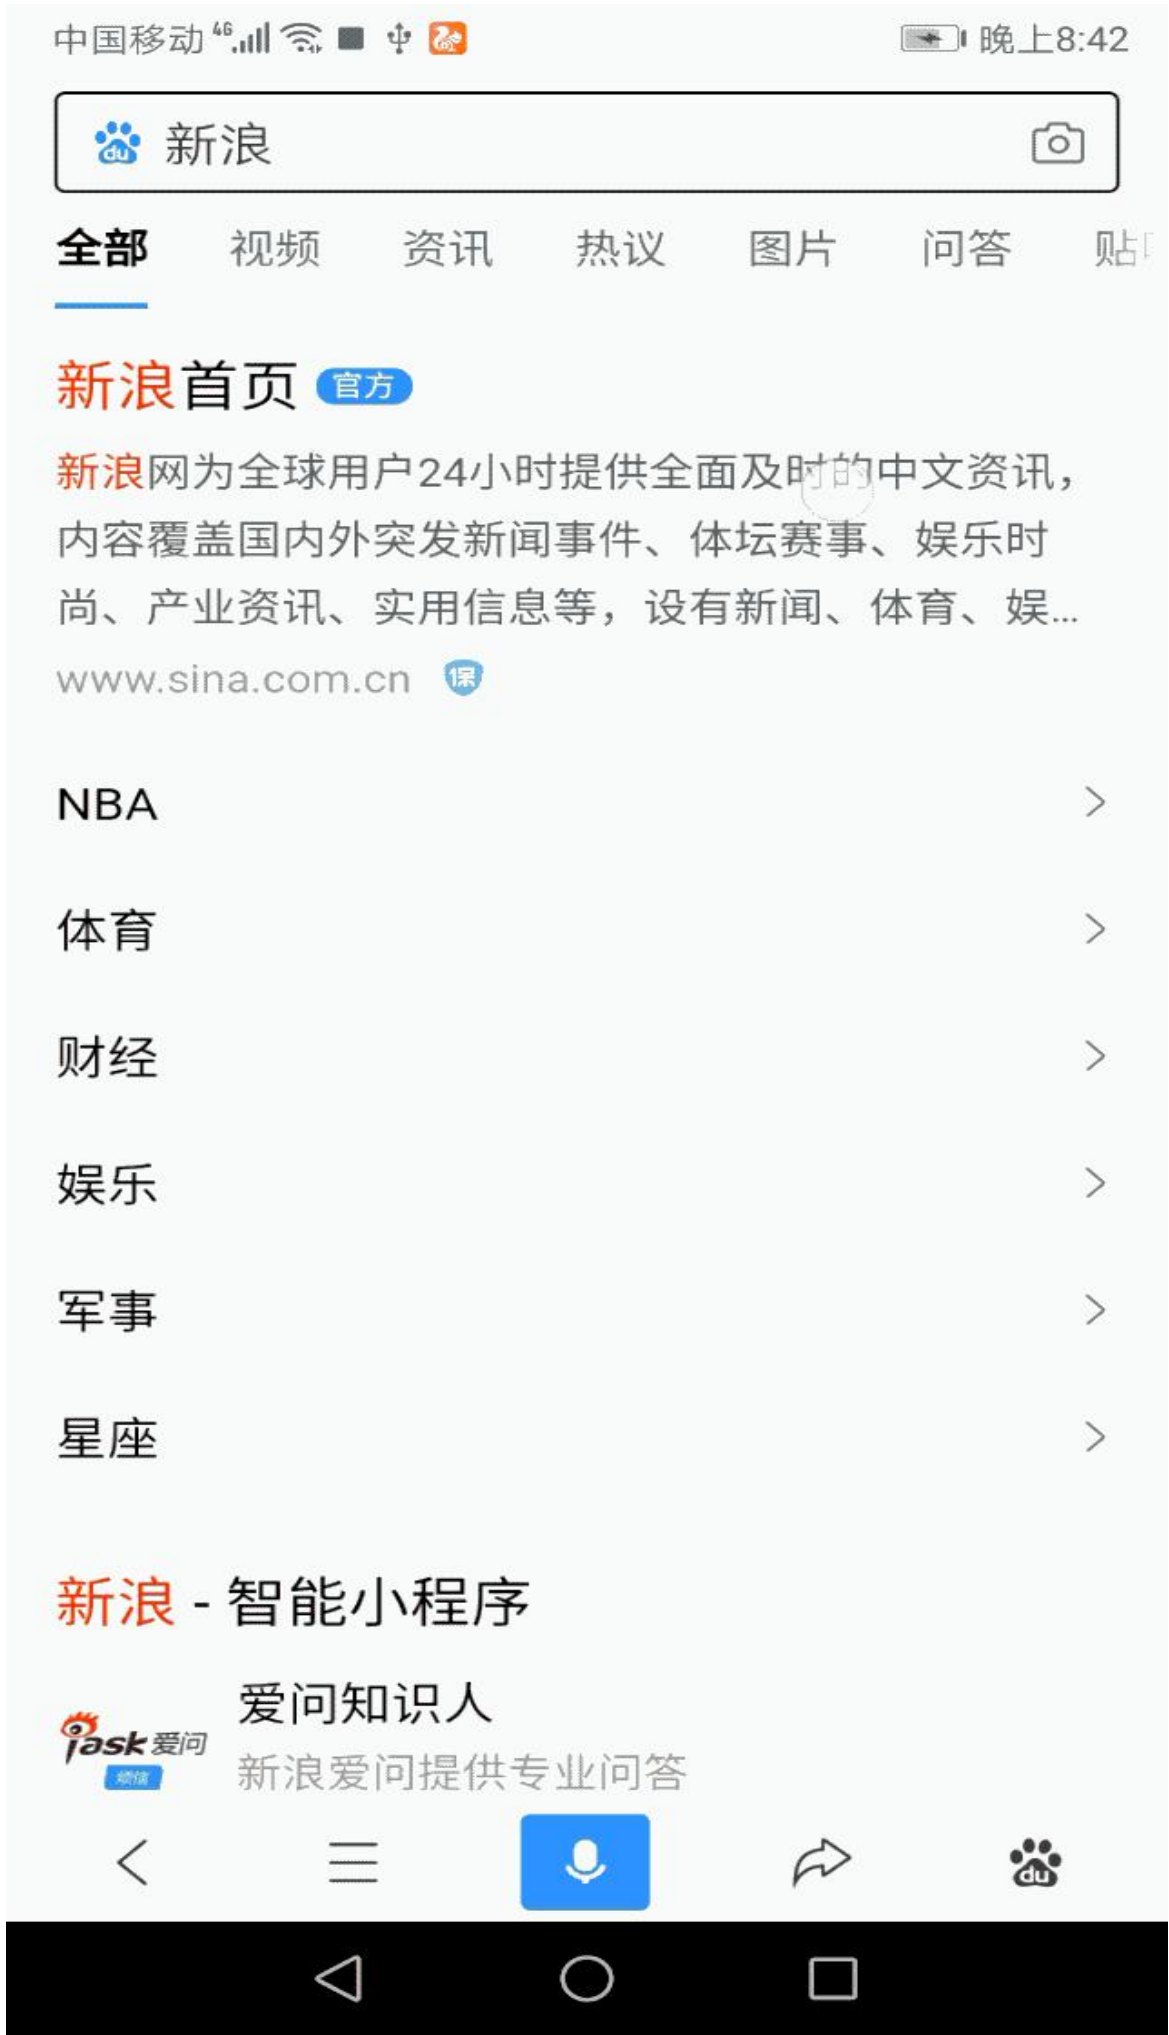 中国移动 4G 晚上8:42
du 新浪
全部 视频 资讯 热议 图片 问答 贴
新浪首页 官方
新浪网为全球用户24小时提供全面及时的中文资讯，
内容覆盖国内外突发新闻事件、体坛赛事、娱乐时
尚、产业资讯、实用信息等，设有新闻、体育、娱...
www.sina.com.cn 保
NBA
体育
财经
娱乐
军事
星座
新浪 - 智能小程序
爱问知识人
iask 爱问
新浪爱问提供专业问答
du